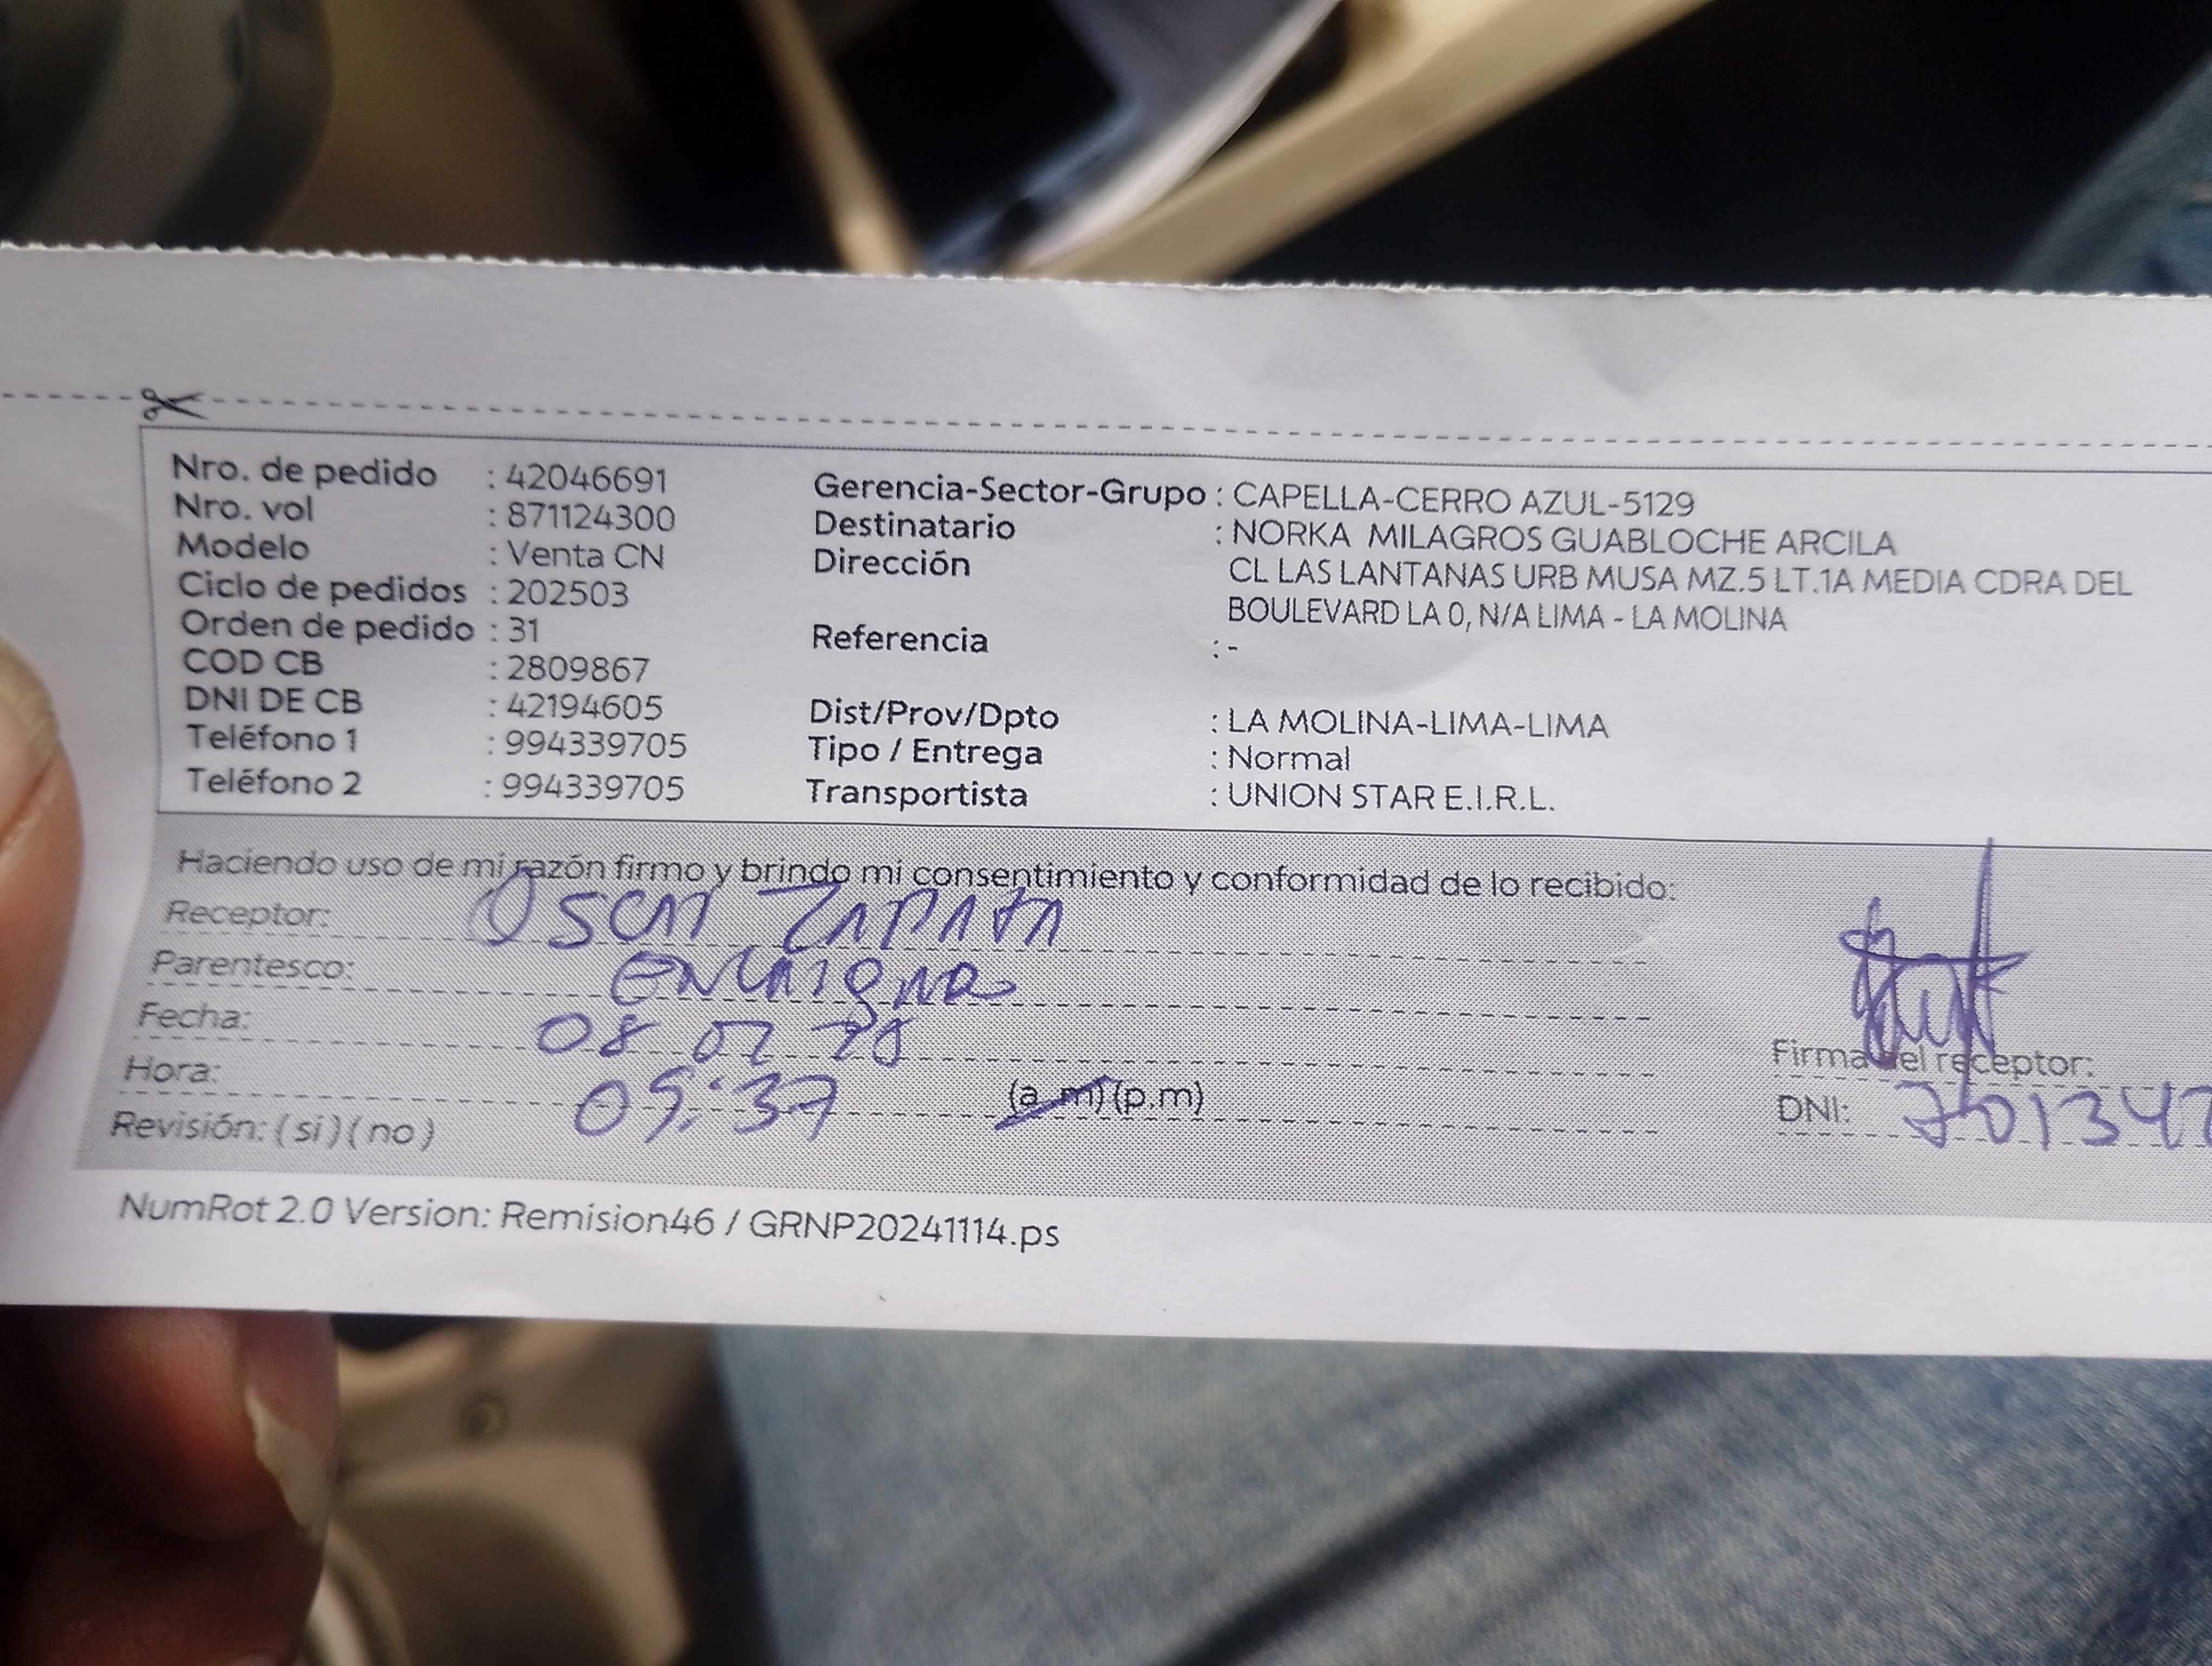 Nro. de pedido : 42046691
Nro. vol : 871124300
Modelo : Venta CN
Ciclo de pedidos : 202503
Orden de pedido : 31
COD CB : 2809867
DNI DE CB : 42194605
Teléfono 1 : 994339705
Teléfono 2 : 994339705
Gerencia-Sector-Grupo : CAPELLA-CERRO AZUL-5129
Destinatario : NORKA MILAGROS GUABLOCHE ARCILA
Dirección CL LAS LANTANAS URB MUSA MZ.5 LT.1A MEDIA CDRA DEL
BOULEVARD LA 0, N/A LIMA - LA MOLINA
Referencia : -
Dist/Prov/Dpto : LA MOLINA-LIMA-LIMA
Tipo / Entrega : Normal
Transportista : UNION STAR E.I.R.L.
Haciendo uso de mi razón firmo y brindo mi consentimiento y conformidad de lo recibido:
Receptor: Oscar Zapata
Parentesco:
Fecha: 08 02
Hora: 09:37 (a.m) (p.m)
Revisión: (si) (no)
Firma del receptor:
DNI: 701347
NumRot 2.0 Version: Remision46 / GRNP20241114.ps